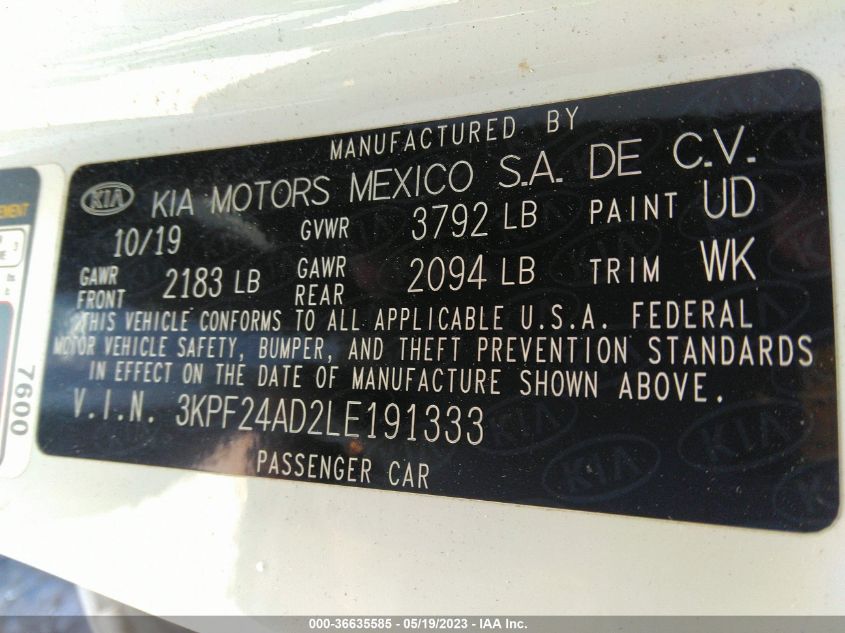 MANUFACTURED BY
KIA KIA MOTORS MEXICO S.A. DE C.V.
10/19 GVWR 3792 LB PAINT UD
GAWR FRONT 2183 LB GAWR REAR 2094 LB TRIM WK
THIS VEHICLE CONFORMS TO ALL APPLICABLE U.S.A. FEDERAL
MOTOR VEHICLE SAFETY, BUMPER, AND THEFT PREVENTION STANDARDS
IN EFFECT ON THE DATE OF MANUFACTURE SHOWN ABOVE.
V.I.N. 3KPF24AD2LE191333
PASSENGER CAR
7600
000-36635585 - 05/19/2023 - IAA Inc.